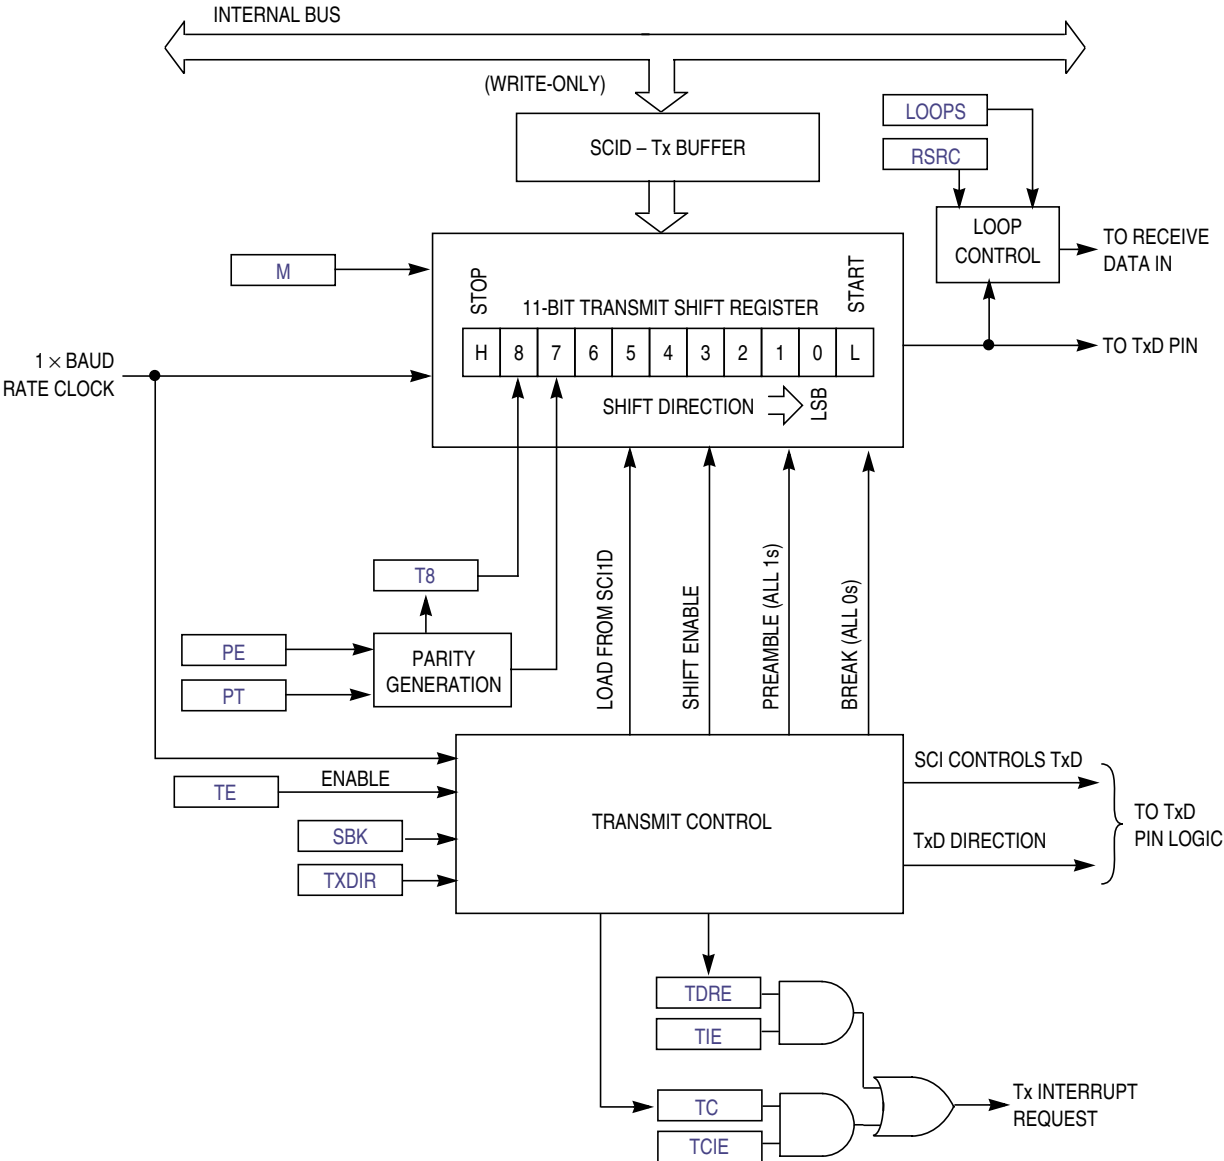 INTERNAL BUS
(WRITE-ONLY)
SCID – Tx BUFFER
LOOPS
RSRC
LOOP
CONTROL
TO RECEIVE
DATA IN
M
STOP
11-BIT TRANSMIT SHIFT REGISTER
START
H 8 7 6 5 4 3 2 1 0 L
SHIFT DIRECTION
LSB
TO TxD PIN
1 × BAUD
RATE CLOCK
T8
PE
PT
PARITY
GENERATION
LOAD FROM SCI1D
SHIFT ENABLE
PREAMBLE (ALL 1s)
BREAK (ALL 0s)
TE
ENABLE
SBK
TXDIR
TRANSMIT CONTROL
SCI CONTROLS TxD
TxD DIRECTION
TO TxD
PIN LOGIC
TDRE
TIE
TC
TCIE
Tx INTERRUPT
REQUEST